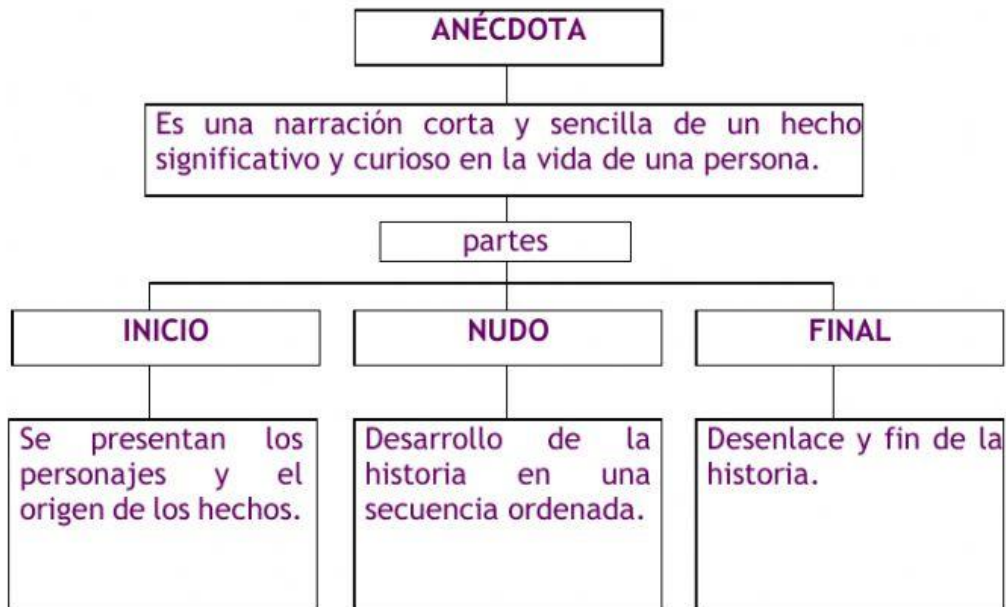 ANÉCDOTA
Es una narración corta y sencilla de un hecho
significativo y curioso en la vida de una persona.
partes
INICIO
NUDO
FINAL
Se presentan los
personajes y el
origen de los hechos.
Desarrollo de la
historia en una
secuencia ordenada.
Desenlace y fin de la
historia.